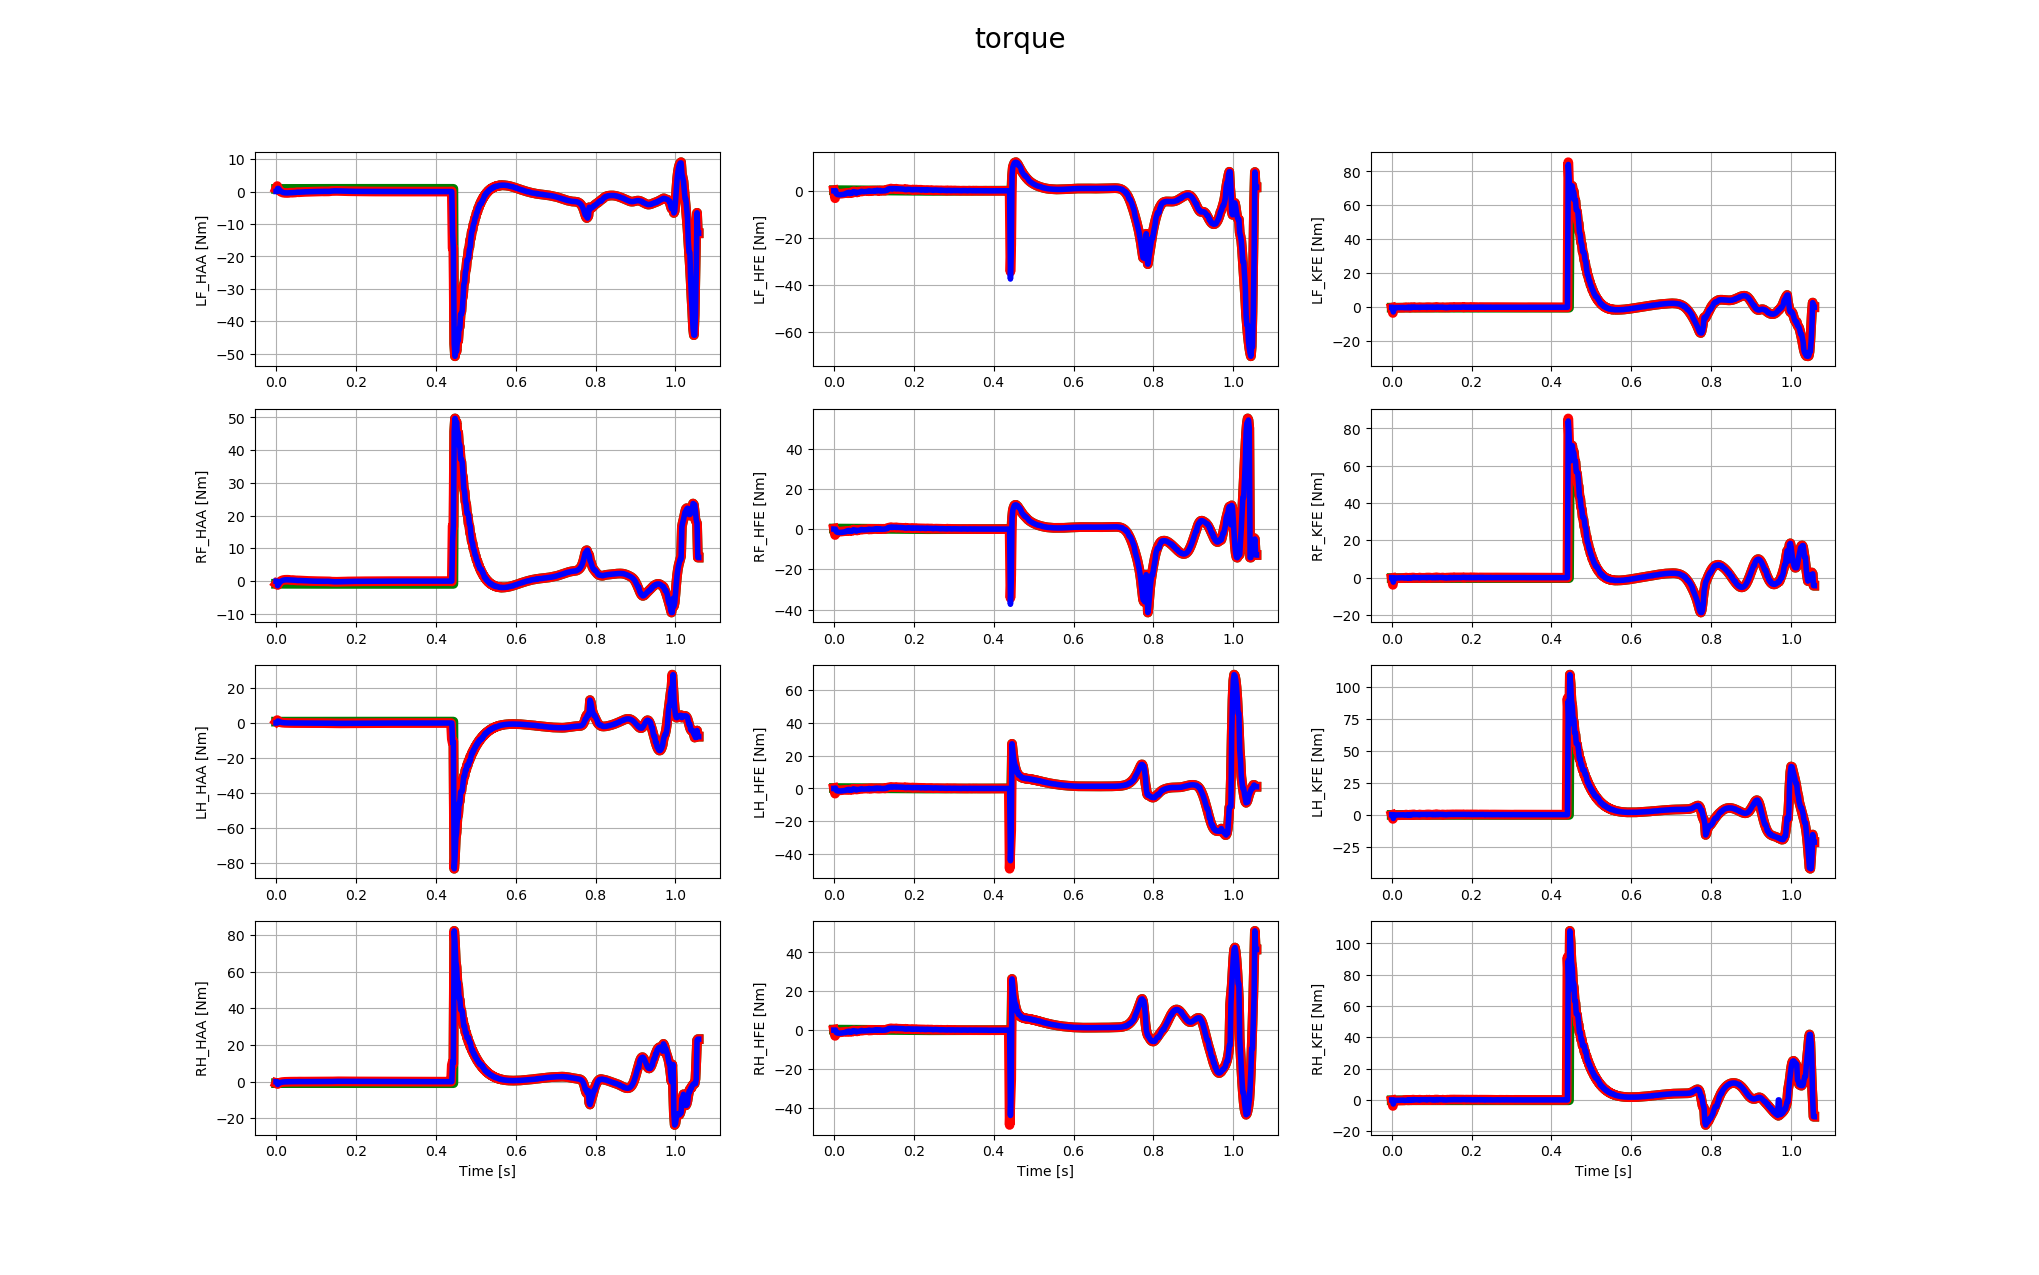 torque
LF_HAA [Nm]
10
0
−10
−20
−30
−40
−50
0.0 0.2 0.4 0.6 0.8 1.0
LF_HFE [Nm]
0
−20
−40
−60
0.0 0.2 0.4 0.6 0.8 1.0
LF_KFE [Nm]
80
60
40
20
0
−20
0.0 0.2 0.4 0.6 0.8 1.0
RF_HAA [Nm]
50
40
30
20
10
0
−10
0.0 0.2 0.4 0.6 0.8 1.0
RF_HFE [Nm]
40
20
0
−20
−40
0.0 0.2 0.4 0.6 0.8 1.0
RF_KFE [Nm]
80
60
40
20
0
−20
0.0 0.2 0.4 0.6 0.8 1.0
LH_HAA [Nm]
20
0
−20
−40
−60
−80
0.0 0.2 0.4 0.6 0.8 1.0
LH_HFE [Nm]
60
40
20
0
−20
−40
0.0 0.2 0.4 0.6 0.8 1.0
LH_KFE [Nm]
100
75
50
25
0
−25
0.0 0.2 0.4 0.6 0.8 1.0
RH_HAA [Nm]
80
60
40
20
0
−20
0.0 0.2 0.4 0.6 0.8 1.0
Time [s]
RH_HFE [Nm]
40
20
0
−20
−40
0.0 0.2 0.4 0.6 0.8 1.0
Time [s]
RH_KFE [Nm]
100
80
60
40
20
0
−20
0.0 0.2 0.4 0.6 0.8 1.0
Time [s]